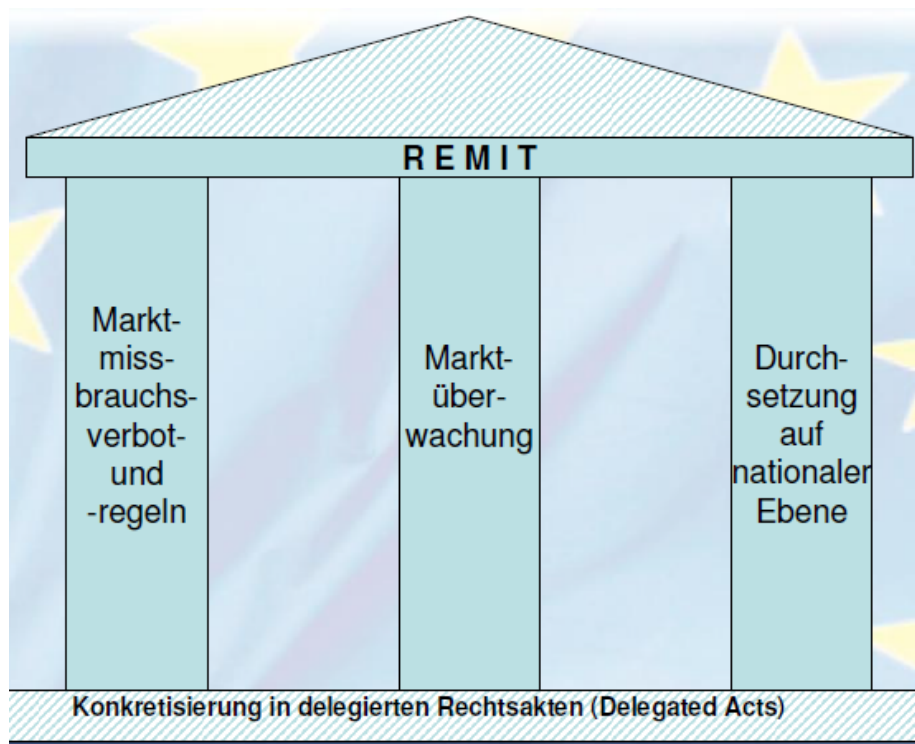 REMIT
Markt-
miss-
brauchs-
verbot-
und
-regeln
Markt-
über-
wachung
Durch-
setzung
auf
nationaler
Ebene
Konkretisierung in delegierten Rechtsakten (Delegated Acts)